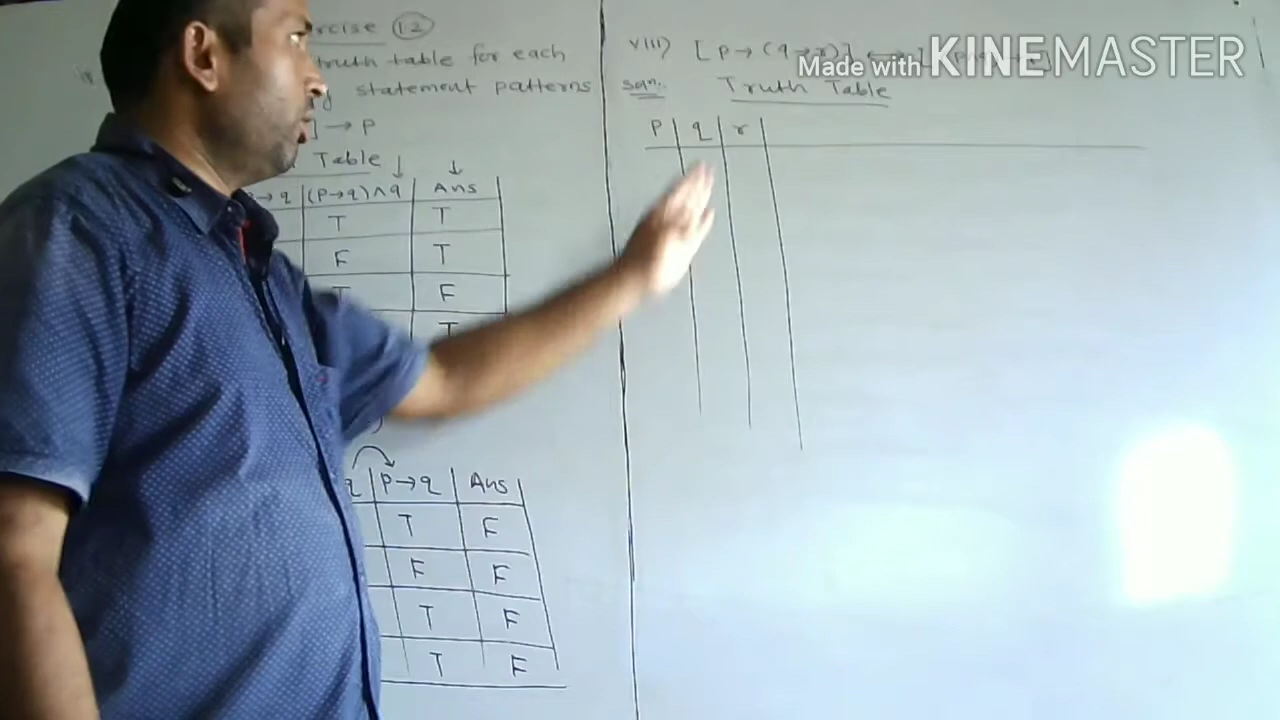 rcise 12
truth table for each
statement patterns
] → P
Table
→ q (P→q) ∧ q Ans
T T
F T
T F
T
q P→q Ans
T F
F F
T F
T F
viii) [P → (q → r)] ↔
Soln. Truth Table
P q r
Made with KINEMASTER